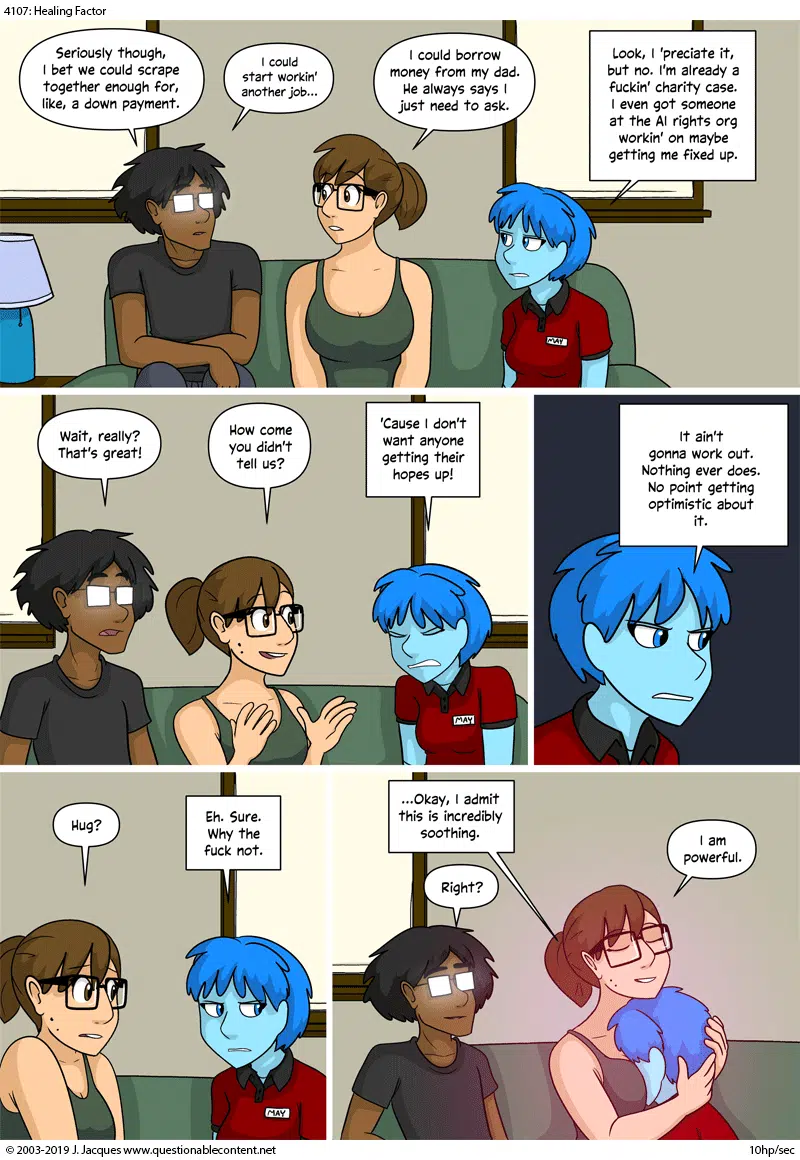 4107: Healing Factor
Seriously though,
I bet we could scrape
together enough for,
like, a down payment.
I could
start workin'
another job...
I could borrow
money from my dad.
He always says I
just need to ask.
Look, I 'preciate it,
but no. I'm already a
fuckin' charity case.
I even got someone
at the AI rights org
workin' on maybe
getting me fixed up.
MAY
Wait, really?
That's great!
How come
you didn't
tell us?
'Cause I don't
want anyone
getting their
hopes up!
MAY
It ain't
gonna work out.
Nothing ever does.
No point getting
optimistic about
it.
Hug?
Eh. Sure.
Why the
fuck not.
MAY
...Okay, I admit
this is incredibly
soothing.
Right?
I am
powerful.
© 2003-2019 J. Jacques www.questionablecontent.net
10hp/sec